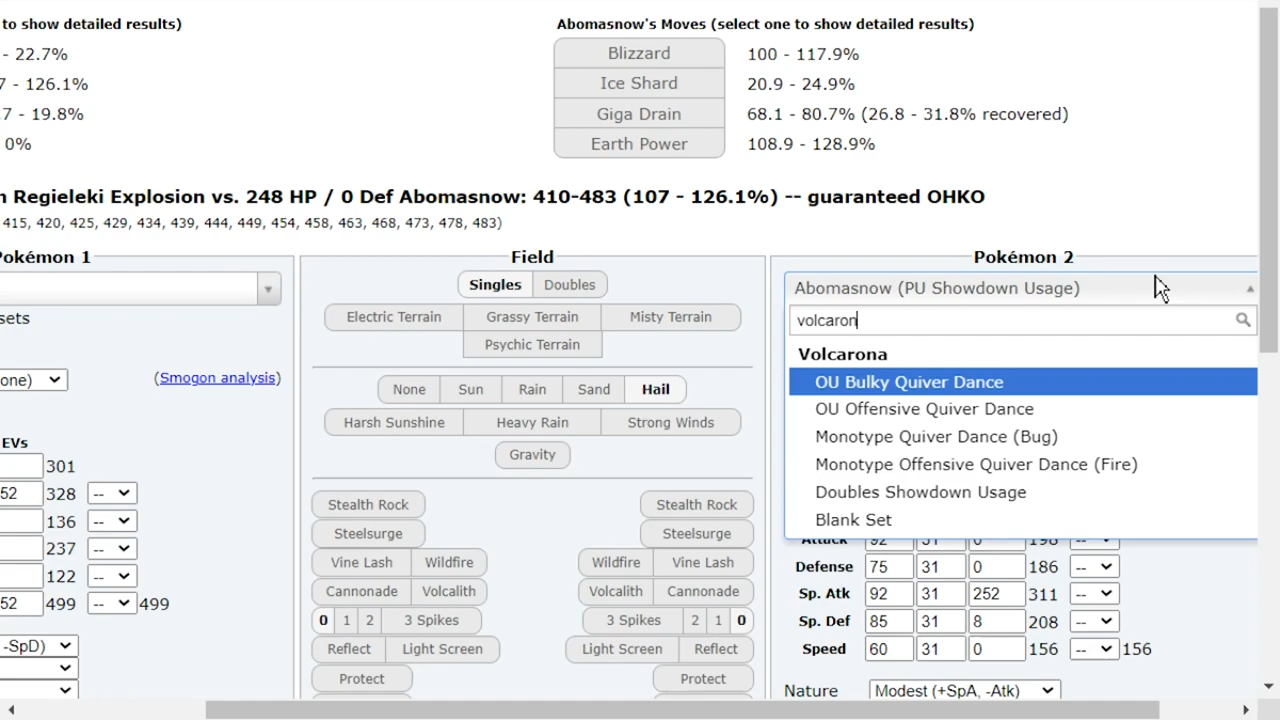 to show detailed results)
Abomasnow's Moves (select one to show detailed results)
- 22.7%
Blizzard 100 - 117.9%
7 - 126.1%
Ice Shard 20.9 - 24.9%
.7 - 19.8%
Giga Drain 68.1 - 80.7% (26.8 - 31.8% recovered)
0%
Earth Power 108.9 - 128.9%
n Regieleki Explosion vs. 248 HP / 0 Def Abomasnow: 410-483 (107 - 126.1%) -- guaranteed OHKO
415, 420, 425, 429, 434, 439, 439, 444, 449, 454, 458, 463, 468, 473, 478, 483)
Pokémon 1
sets
one)
(Smogon analysis)
EVs
301
52 328 --
136 --
237 --
122 --
52 499 -- 499
-SpD)
Field
Singles Doubles
Electric Terrain Grassy Terrain Misty Terrain
Psychic Terrain
None Sun Rain Sand Hail
Harsh Sunshine Heavy Rain Strong Winds
Gravity
Stealth Rock Stealth Rock
Steelsurge Steelsurge
Vine Lash Wildfire Wildfire Vine Lash
Cannonade Volcalith Volcalith Cannonade
0 1 2 3 Spikes 3 Spikes 2 1 0
Reflect Light Screen Light Screen Reflect
Protect Protect
Pokémon 2
Abomasnow (PU Showdown Usage)
volcaron
Volcarona
OU Bulky Quiver Dance
OU Offensive Quiver Dance
Monotype Quiver Dance (Bug)
Monotype Offensive Quiver Dance (Fire)
Doubles Showdown Usage
Blank Set
Attack 92 31 0 196 --
Defense 75 31 0 186 --
Sp. Atk 92 31 252 311 --
Sp. Def 85 31 8 208 --
Speed 60 31 0 156 -- 156
Nature Modest (+SpA, -Atk)